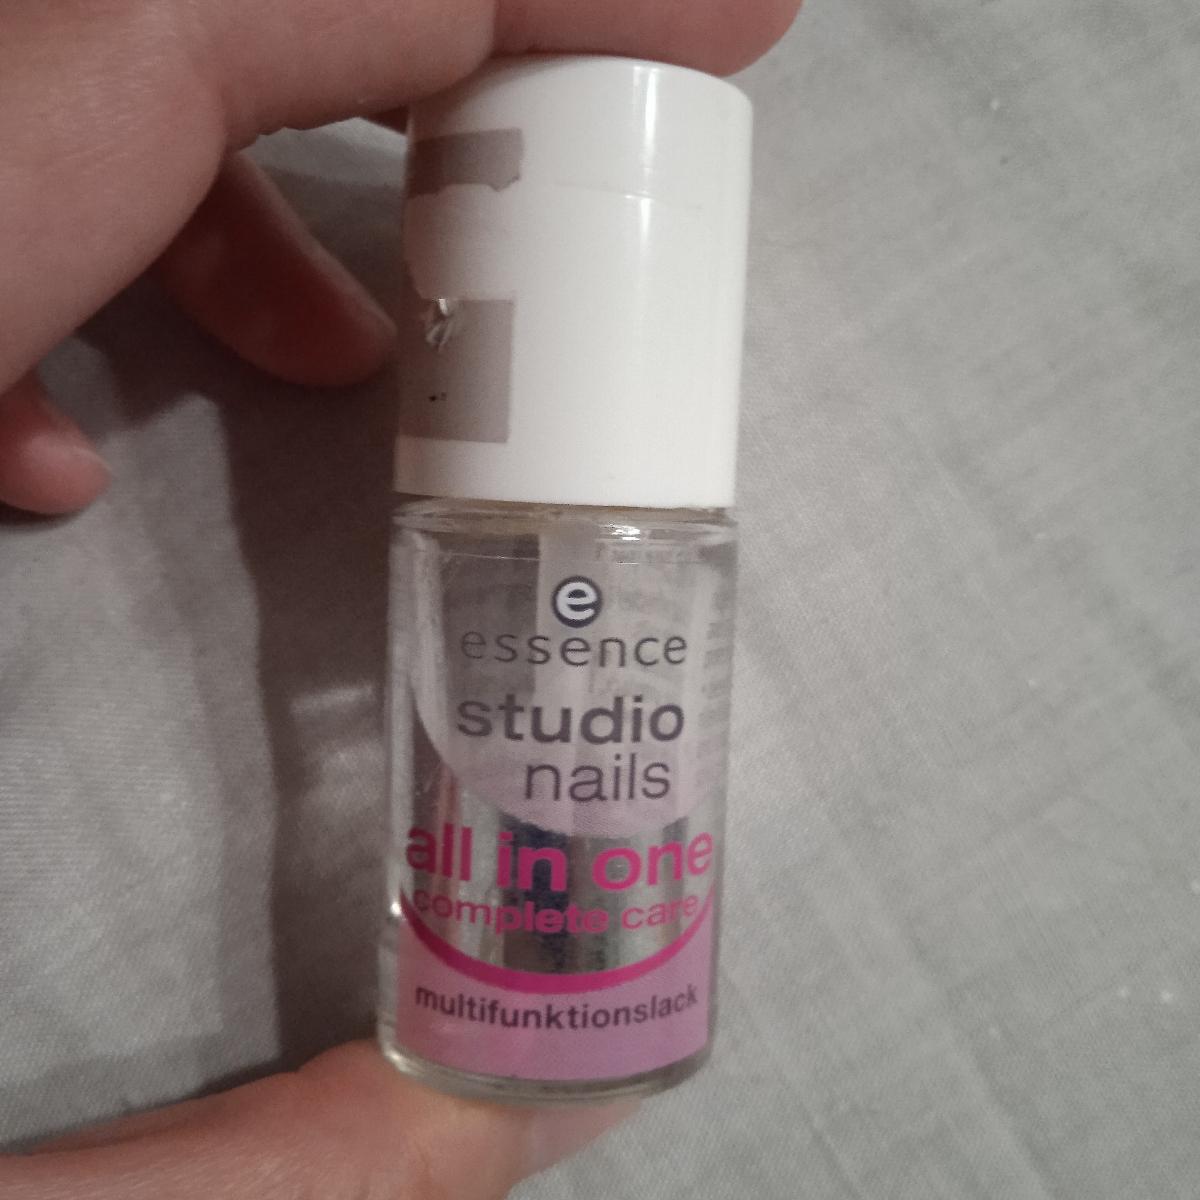 e
essence
studio
nails
all in one
complete care
multifunktionslack